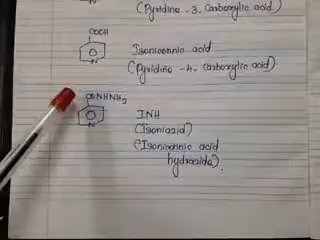 (Pyridine - 3 - Carboxylic acid)
COOH
Isonicotinic acid
N
(Pyridine - 4 - Carboxylic acid)
CONHNH₂
INH
N
(Isoniazid)
(Isonicotinic acid
hydrazide).